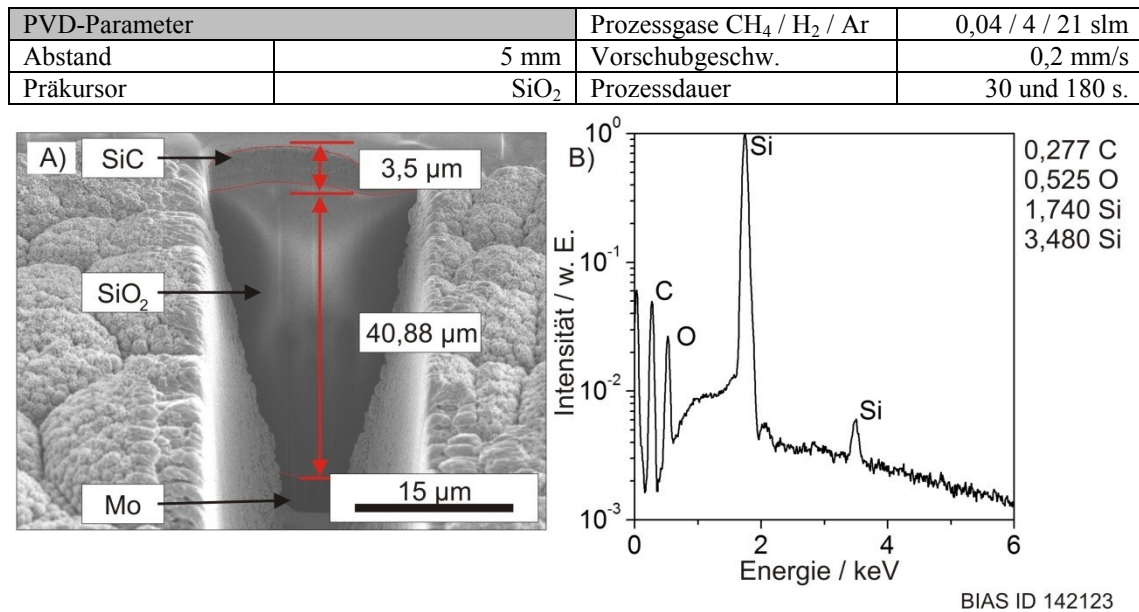 PVD-Parameter Prozessgase CH₄ / H₂ / Ar 0,04 / 4 / 21 slm
Abstand 5 mm Vorschubgeschw. 0,2 mm/s
Präkursor SiO₂ Prozessdauer 30 und 180 s.
A)
SiC
3,5 µm
SiO₂
40,88 µm
Mo
15 µm
B)
Intensität / w. E.
10⁰
10⁻¹
10⁻²
10⁻³
Si
C
O
Si
0 2 4 6
Energie / keV
0,277 C
0,525 O
1,740 Si
3,480 Si
BIAS ID 142123